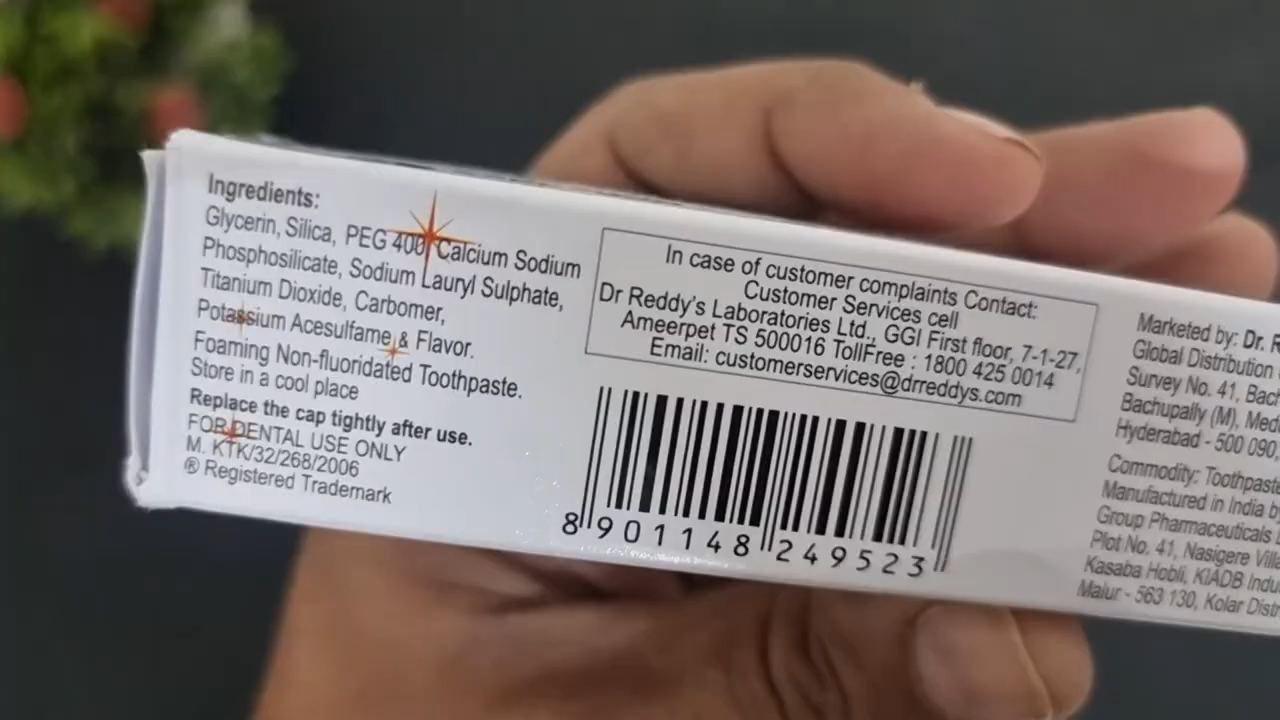 Ingredients:
Glycerin, Silica, PEG 400 Calcium Sodium
Phosphosilicate, Sodium Lauryl Sulphate,
Titanium Dioxide, Carbomer,
Potassium Acesulfame & Flavor.
Foaming Non-fluoridated Toothpaste.
Store in a cool place
Replace the cap tightly after use.
FOR DENTAL USE ONLY
M. KTK/32/268/2006
® Registered Trademark
In case of customer complaints Contact:
Customer Services cell
Dr Reddy's Laboratories Ltd., GGI First floor, 7-1-27,
Ameerpet TS 500016 TollFree : 1800 425 0014
Email: customerservices@drreddys.com
8 901148 249523
Marketed by: Dr. R
Global Distribution
Survey No. 41, Bach
Bachupally (M), Med
Hyderabad - 500 090,
Commodity: Toothpaste
Manufactured in India b
Group Pharmaceuticals
Plot No. 41, Nasigere Villa
Kasaba Hobli, KIADB Indu
Malur - 563 130, Kolar Distr